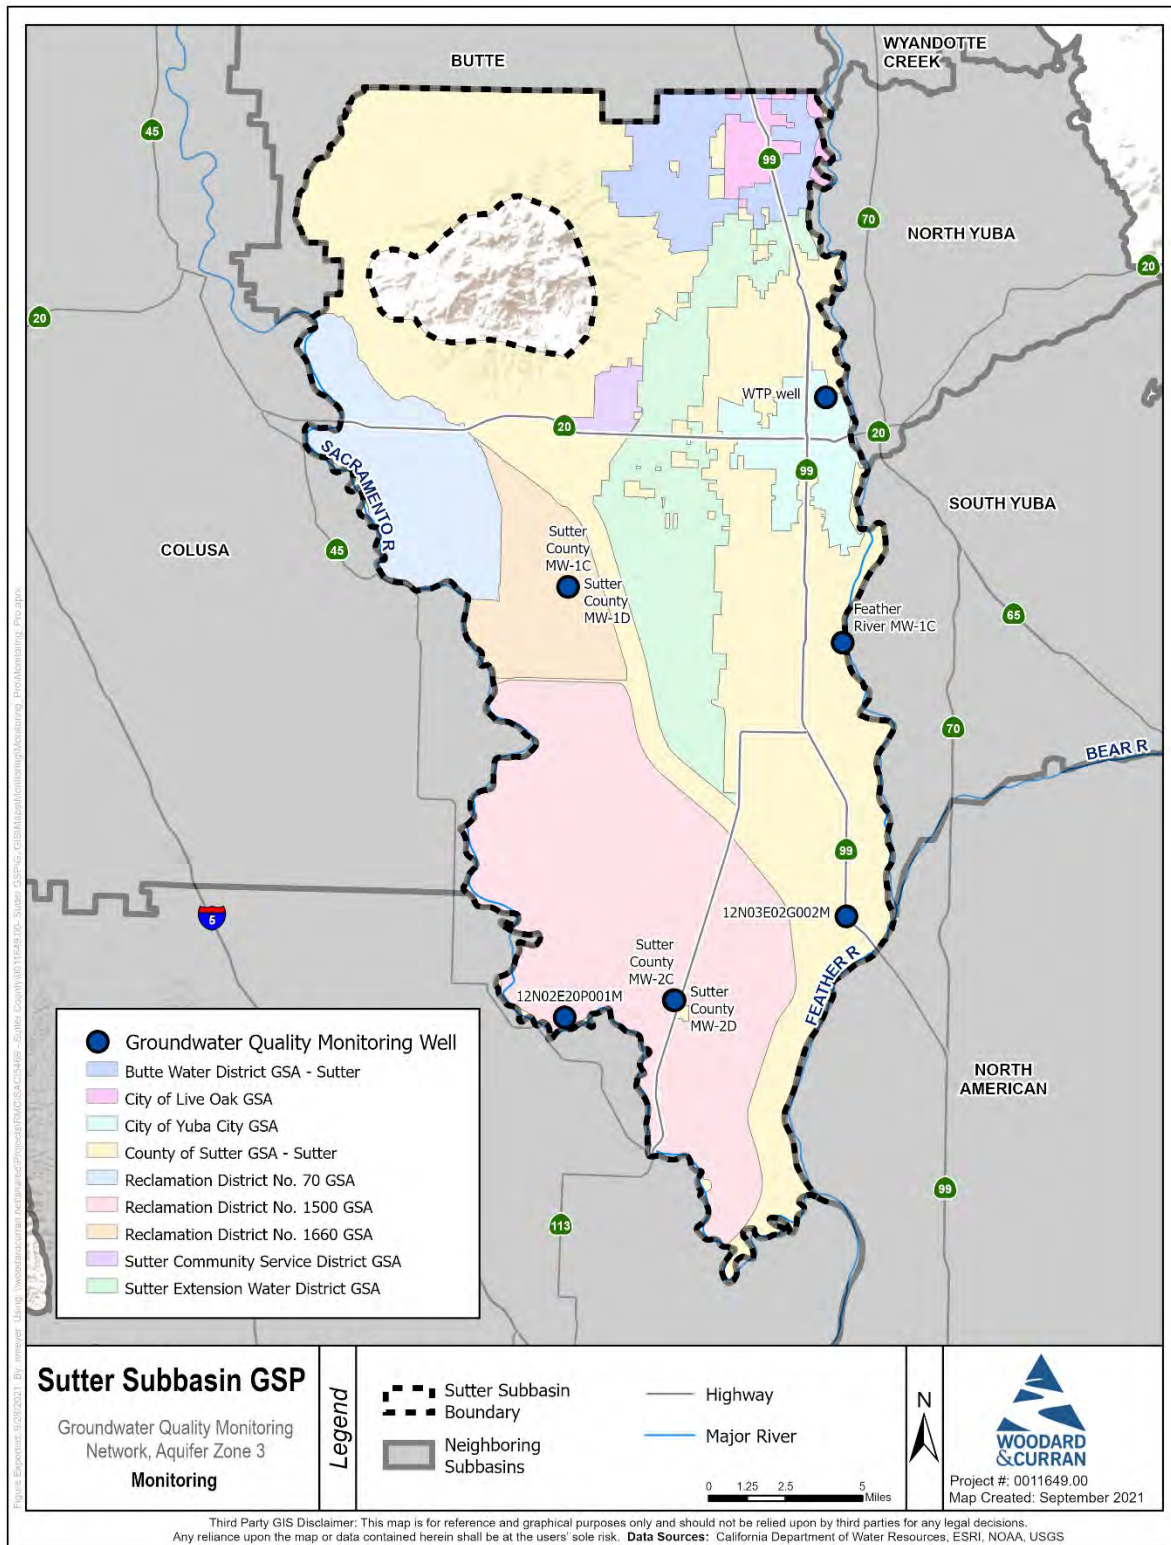 BUTTE
WYANDOTTE
CREEK
45
99
70
NORTH YUBA
20
20
WTP well
20
20
SACRAMENTO R
99
SOUTH YUBA
COLUSA
45
Sutter
County
MW-1C
Sutter
County
MW-1D
Feather
River MW-1C
65
70
BEAR R
99
5
12N03E02G002M
Sutter
County
MW-2C
Sutter
County
MW-2D
12N02E20P001M
FEATHER R
NORTH
AMERICAN
99
113
Groundwater Quality Monitoring Well
Butte Water District GSA - Sutter
City of Live Oak GSA
City of Yuba City GSA
County of Sutter GSA - Sutter
Reclamation District No. 70 GSA
Reclamation District No. 1500 GSA
Reclamation District No. 1660 GSA
Sutter Community Service District GSA
Sutter Extension Water District GSA
Sutter Subbasin GSP
Groundwater Quality Monitoring
Network, Aquifer Zone 3
Monitoring
Legend
Sutter Subbasin
Boundary
Neighboring
Subbasins
Highway
Major River
0 1.25 2.5 5
Miles
N
WOODARD
&CURRAN
Project #: 0011649.00
Map Created: September 2021
Third Party GIS Disclaimer: This map is for reference and graphical purposes only and should not be relied upon by third parties for any legal decisions.
Any reliance upon the map or data contained herein shall be at the users' sole risk. Data Sources: California Department of Water Resources, ESRI, NOAA, USGS
Figure Exported: 9/28/2021 By: